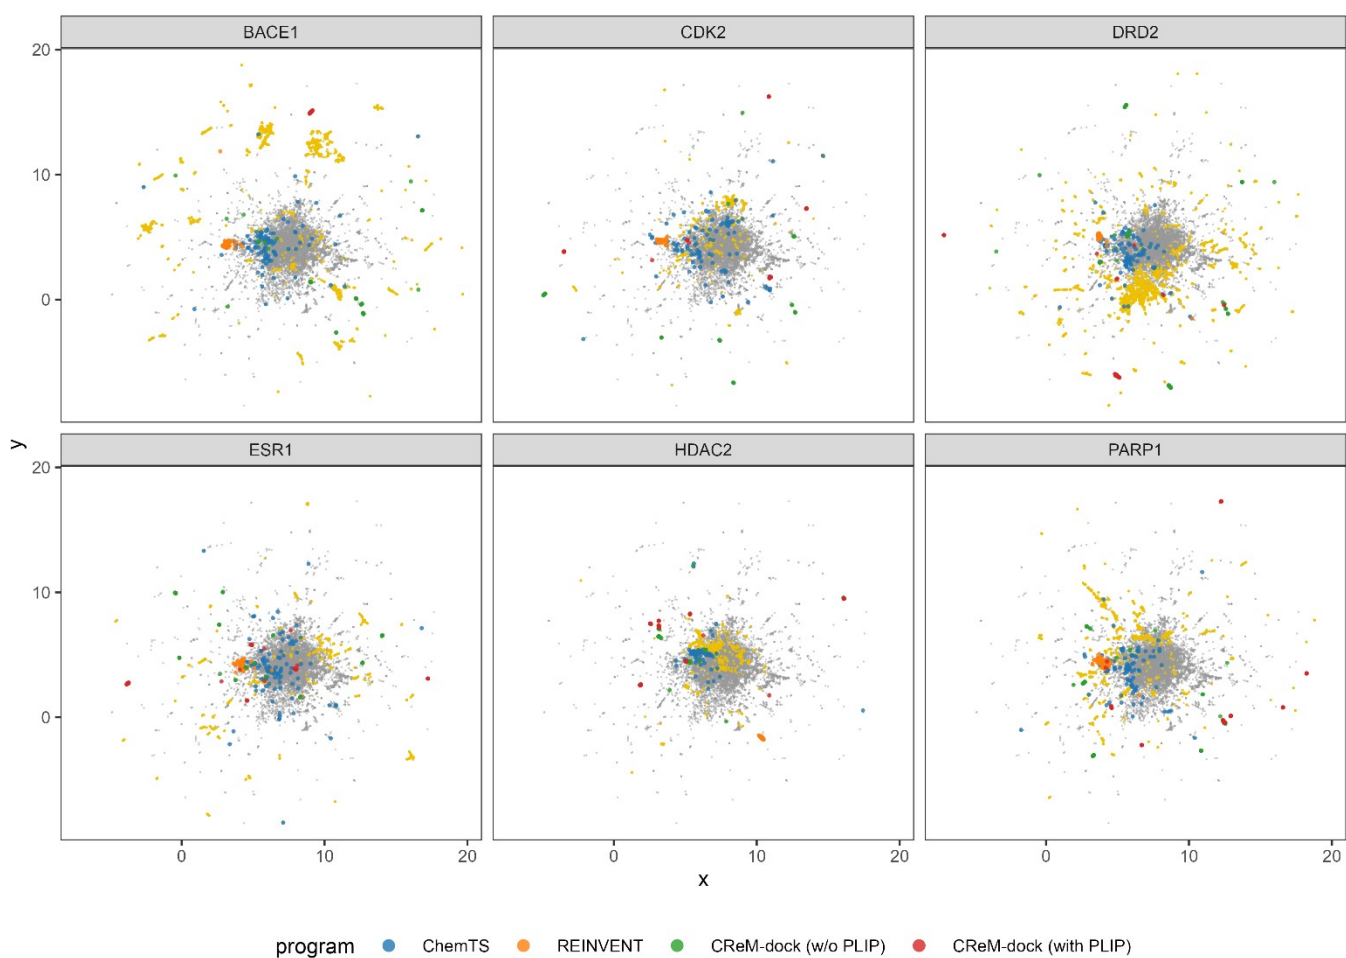 BACE1 CDK2 DRD2
20
10
0
y
ESR1 HDAC2 PARP1
20
10
0
0 10 20 0 10 20 0 10 20
x
program ChemTS REINVENT CReM-dock (w/o PLIP) CReM-dock (with PLIP)